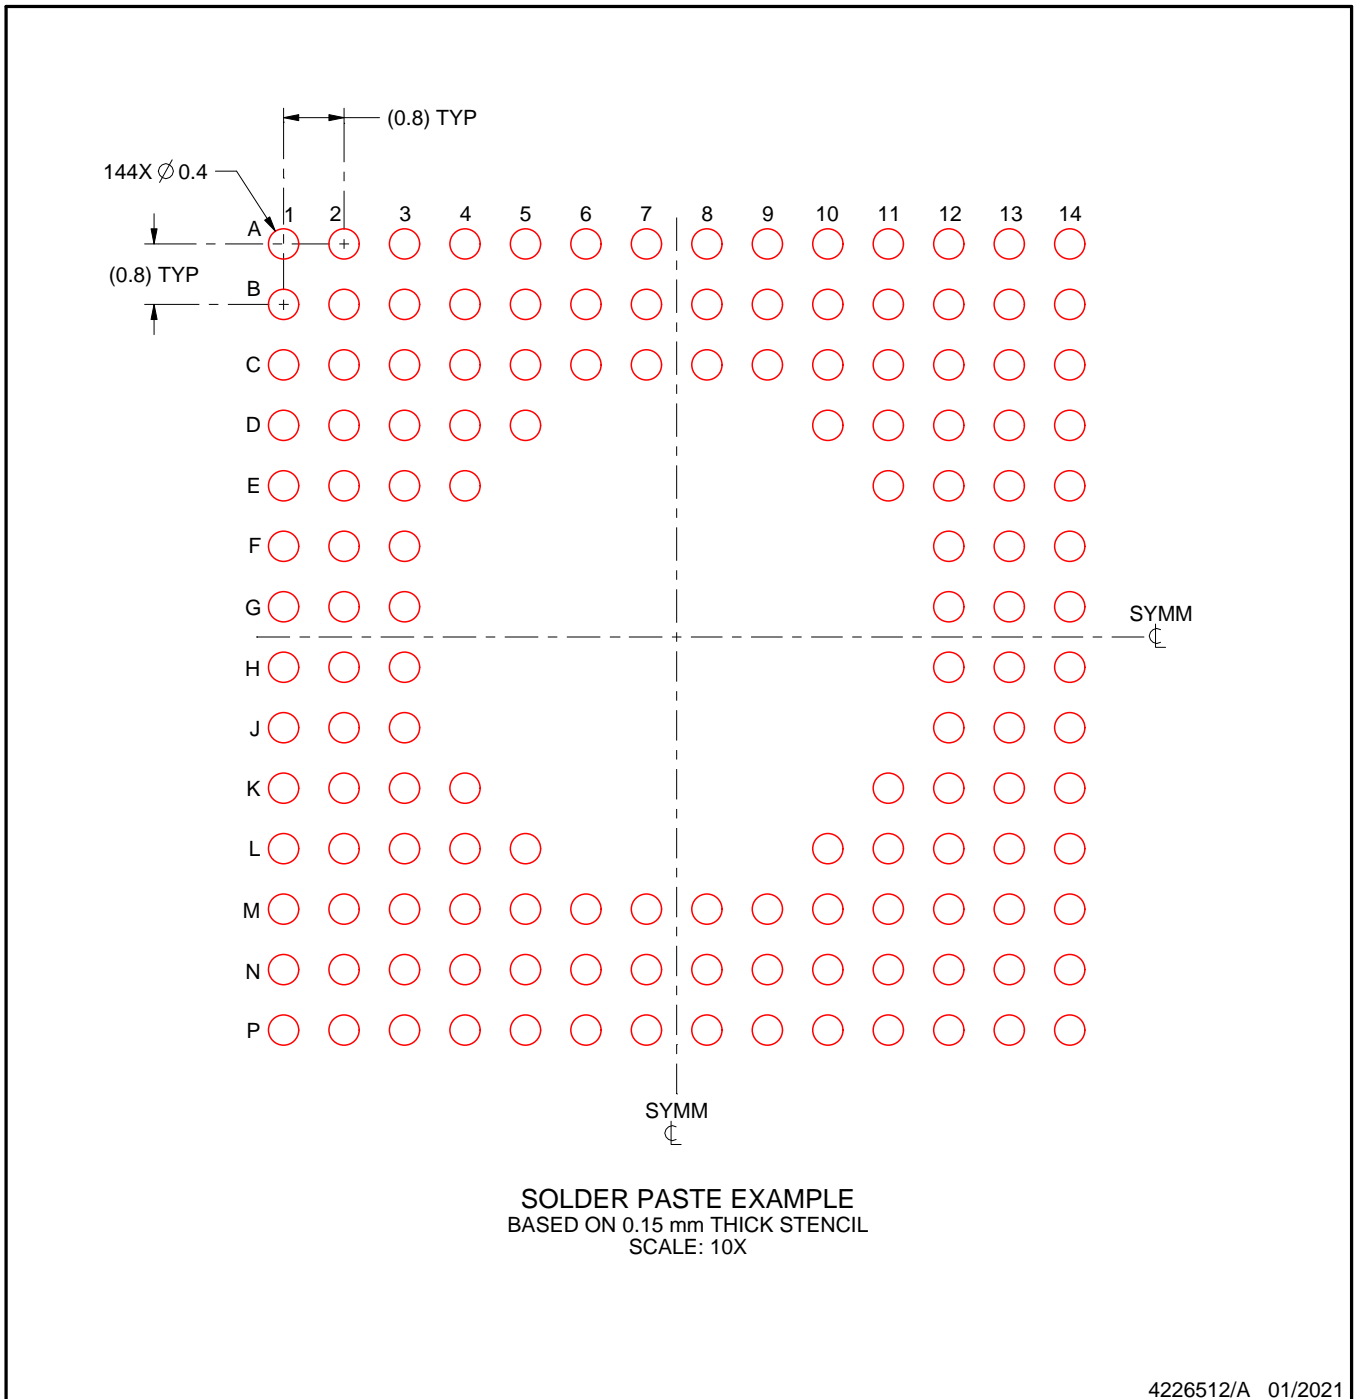 (0.8) TYP
144X ∅ 0.4
1 2 3 4 5 6 7 8 9 10 11 12 13 14
A
(0.8) TYP
B
C
D
E
F
G
SYMM
℄
H
J
K
L
M
N
P
SYMM
℄
SOLDER PASTE EXAMPLE
BASED ON 0.15 mm THICK STENCIL
SCALE: 10X
4226512/A 01/2021